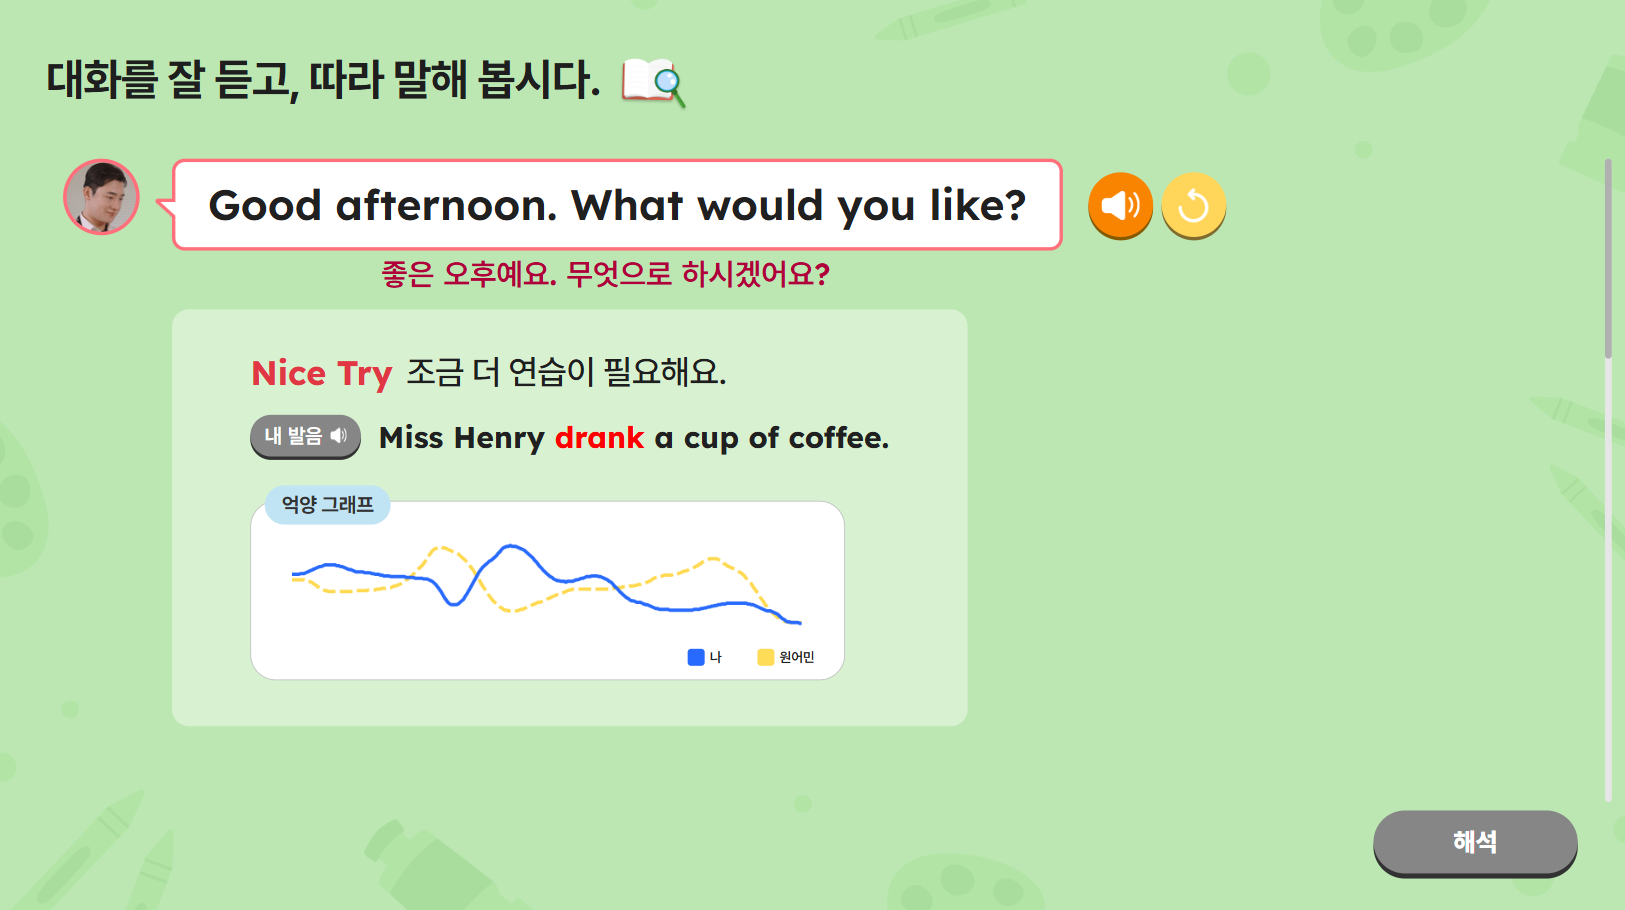 대화를 잘 듣고, 따라 말해 봅시다.
Good afternoon. What would you like?
좋은 오후예요. 무엇으로 하시겠어요?
Nice Try 조금 더 연습이 필요해요.
내 발음 Miss Henry drank a cup of coffee.
억양 그래프
나 원어민
해석